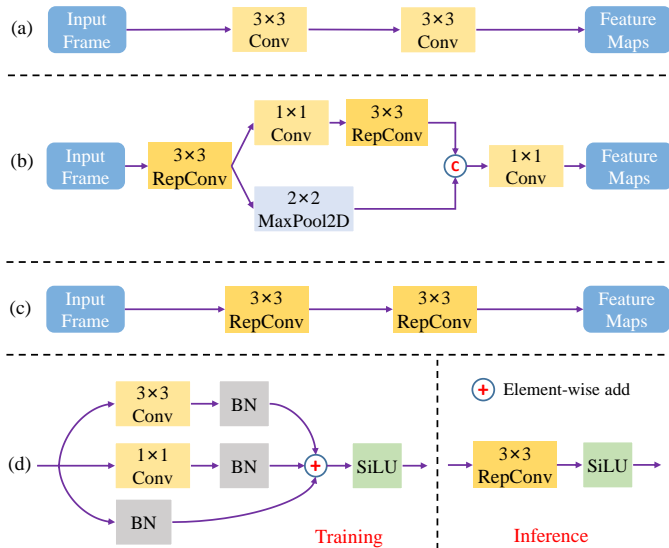 (a)
Input
Frame
3×3
Conv
3×3
Conv
Feature
Maps
(b)
Input
Frame
3×3
RepConv
1×1
Conv
3×3
RepConv
2×2
MaxPool2D
C
1×1
Conv
Feature
Maps
(c)
Input
Frame
3×3
RepConv
3×3
RepConv
Feature
Maps
(d)
3×3
Conv
BN
1×1
Conv
BN
BN
+
SiLU
Training
+ Element-wise add
3×3
RepConv
SiLU
Inference